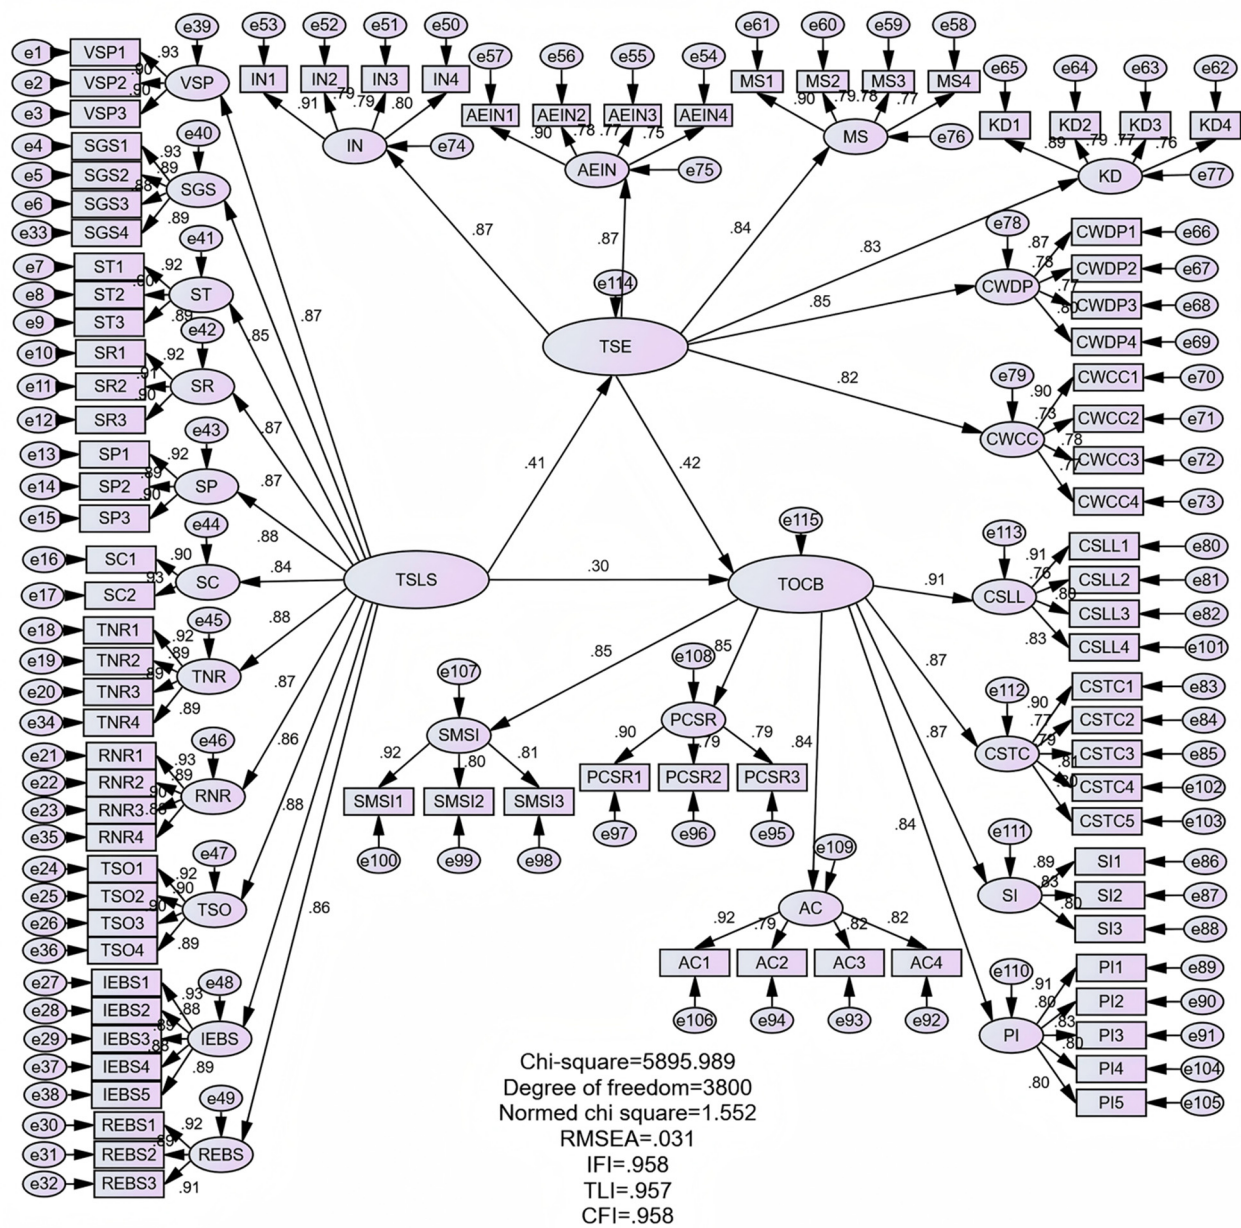 e1 VSP1 .93
e2 VSP2 .90
e3 VSP3 .90
e39
VSP
e4 SGS1 .93
e5 SGS2 .89
e6 SGS3 .88
e33 SGS4 .89
e40
SGS
e7 ST1 .92
e8 ST2 .90
e9 ST3 .89
e41
ST
e10 SR1 .92
e11 SR2 .91
e12 SR3 .90
e42
SR
e13 SP1 .92
e14 SP2 .89
e15 SP3 .90
e43
SP
e16 SC1 .90
e17 SC2 .93
e44
SC
e18 TNR1 .92
e19 TNR2 .89
e20 TNR3 .89
e34 TNR4 .89
e45
TNR
e21 RNR1 .93
e22 RNR2 .89
e23 RNR3 .90
e35 RNR4 .88
e46
RNR
e24 TSO1 .92
e25 TSO2 .90
e26 TSO3 .90
e36 TSO4 .89
e47
TSO
e27 IEBS1 .93
e28 IEBS2 .88
e29 IEBS3 .89
e37 IEBS4 .88
e38 IEBS5 .89
e48
IEBS
e30 REBS1 .92
e31 REBS2 .89
e32 REBS3 .91
e49
REBS
e53 e52 e51 e50
IN1 IN2 IN3 IN4
.91 .79 .79 .80
IN e74
e57 e56 e55 e54
AEIN1 AEIN2 AEIN3 AEIN4
.90 .78 .77 .75
AEIN e75
e61 e60 e59 e58
MS1 MS2 MS3 MS4
.90 .79 .78 .77
MS e76
e65 e64 e63 e62
KD1 KD2 KD3 KD4
.89 .79 .77 .76
KD e77
.87 .87 .84 .83
.85
.82
e114
TSE
e78
CWDP
.87 CWDP1 e66
.78 CWDP2 e67
.77 CWDP3 e68
.80 CWDP4 e69
e79
CWCC
.90 CWCC1 e70
.73 CWCC2 e71
.78 CWCC3 e72
.77 CWCC4 e73
.87
.85
.87
.87
.88
.84
.88
.87
.86
.88
.86
TSLS
.41 .42
.30
e115
TOCB
.91
.87
.87
.84
.84
.85
.85
e113
CSLL
.91 CSLL1 e80
.76 CSLL2 e81
.80 CSLL3 e82
.83 CSLL4 e101
e112
CSTC
.90 CSTC1 e83
.77 CSTC2 e84
.79 CSTC3 e85
.81 CSTC4 e102
.80 CSTC5 e103
e111
SI
.89 SI1 e86
.83 SI2 e87
.80 SI3 e88
e110
PI
.91 PI1 e89
.80 PI2 e90
.83 PI3 e91
.80 PI4 e104
.80 PI5 e105
e107
SMSI
.92 .80 .81
SMSI1 SMSI2 SMSI3
e100 e99 e98
e108
PCSR
.90 .79 .79
PCSR1 PCSR2 PCSR3
e97 e96 e95
e109
AC
.92 .79 .82 .82
AC1 AC2 AC3 AC4
e106 e94 e93 e92
Chi-square=5895.989
Degree of freedom=3800
Normed chi square=1.552
RMSEA=.031
IFI=.958
TLI=.957
CFI=.958